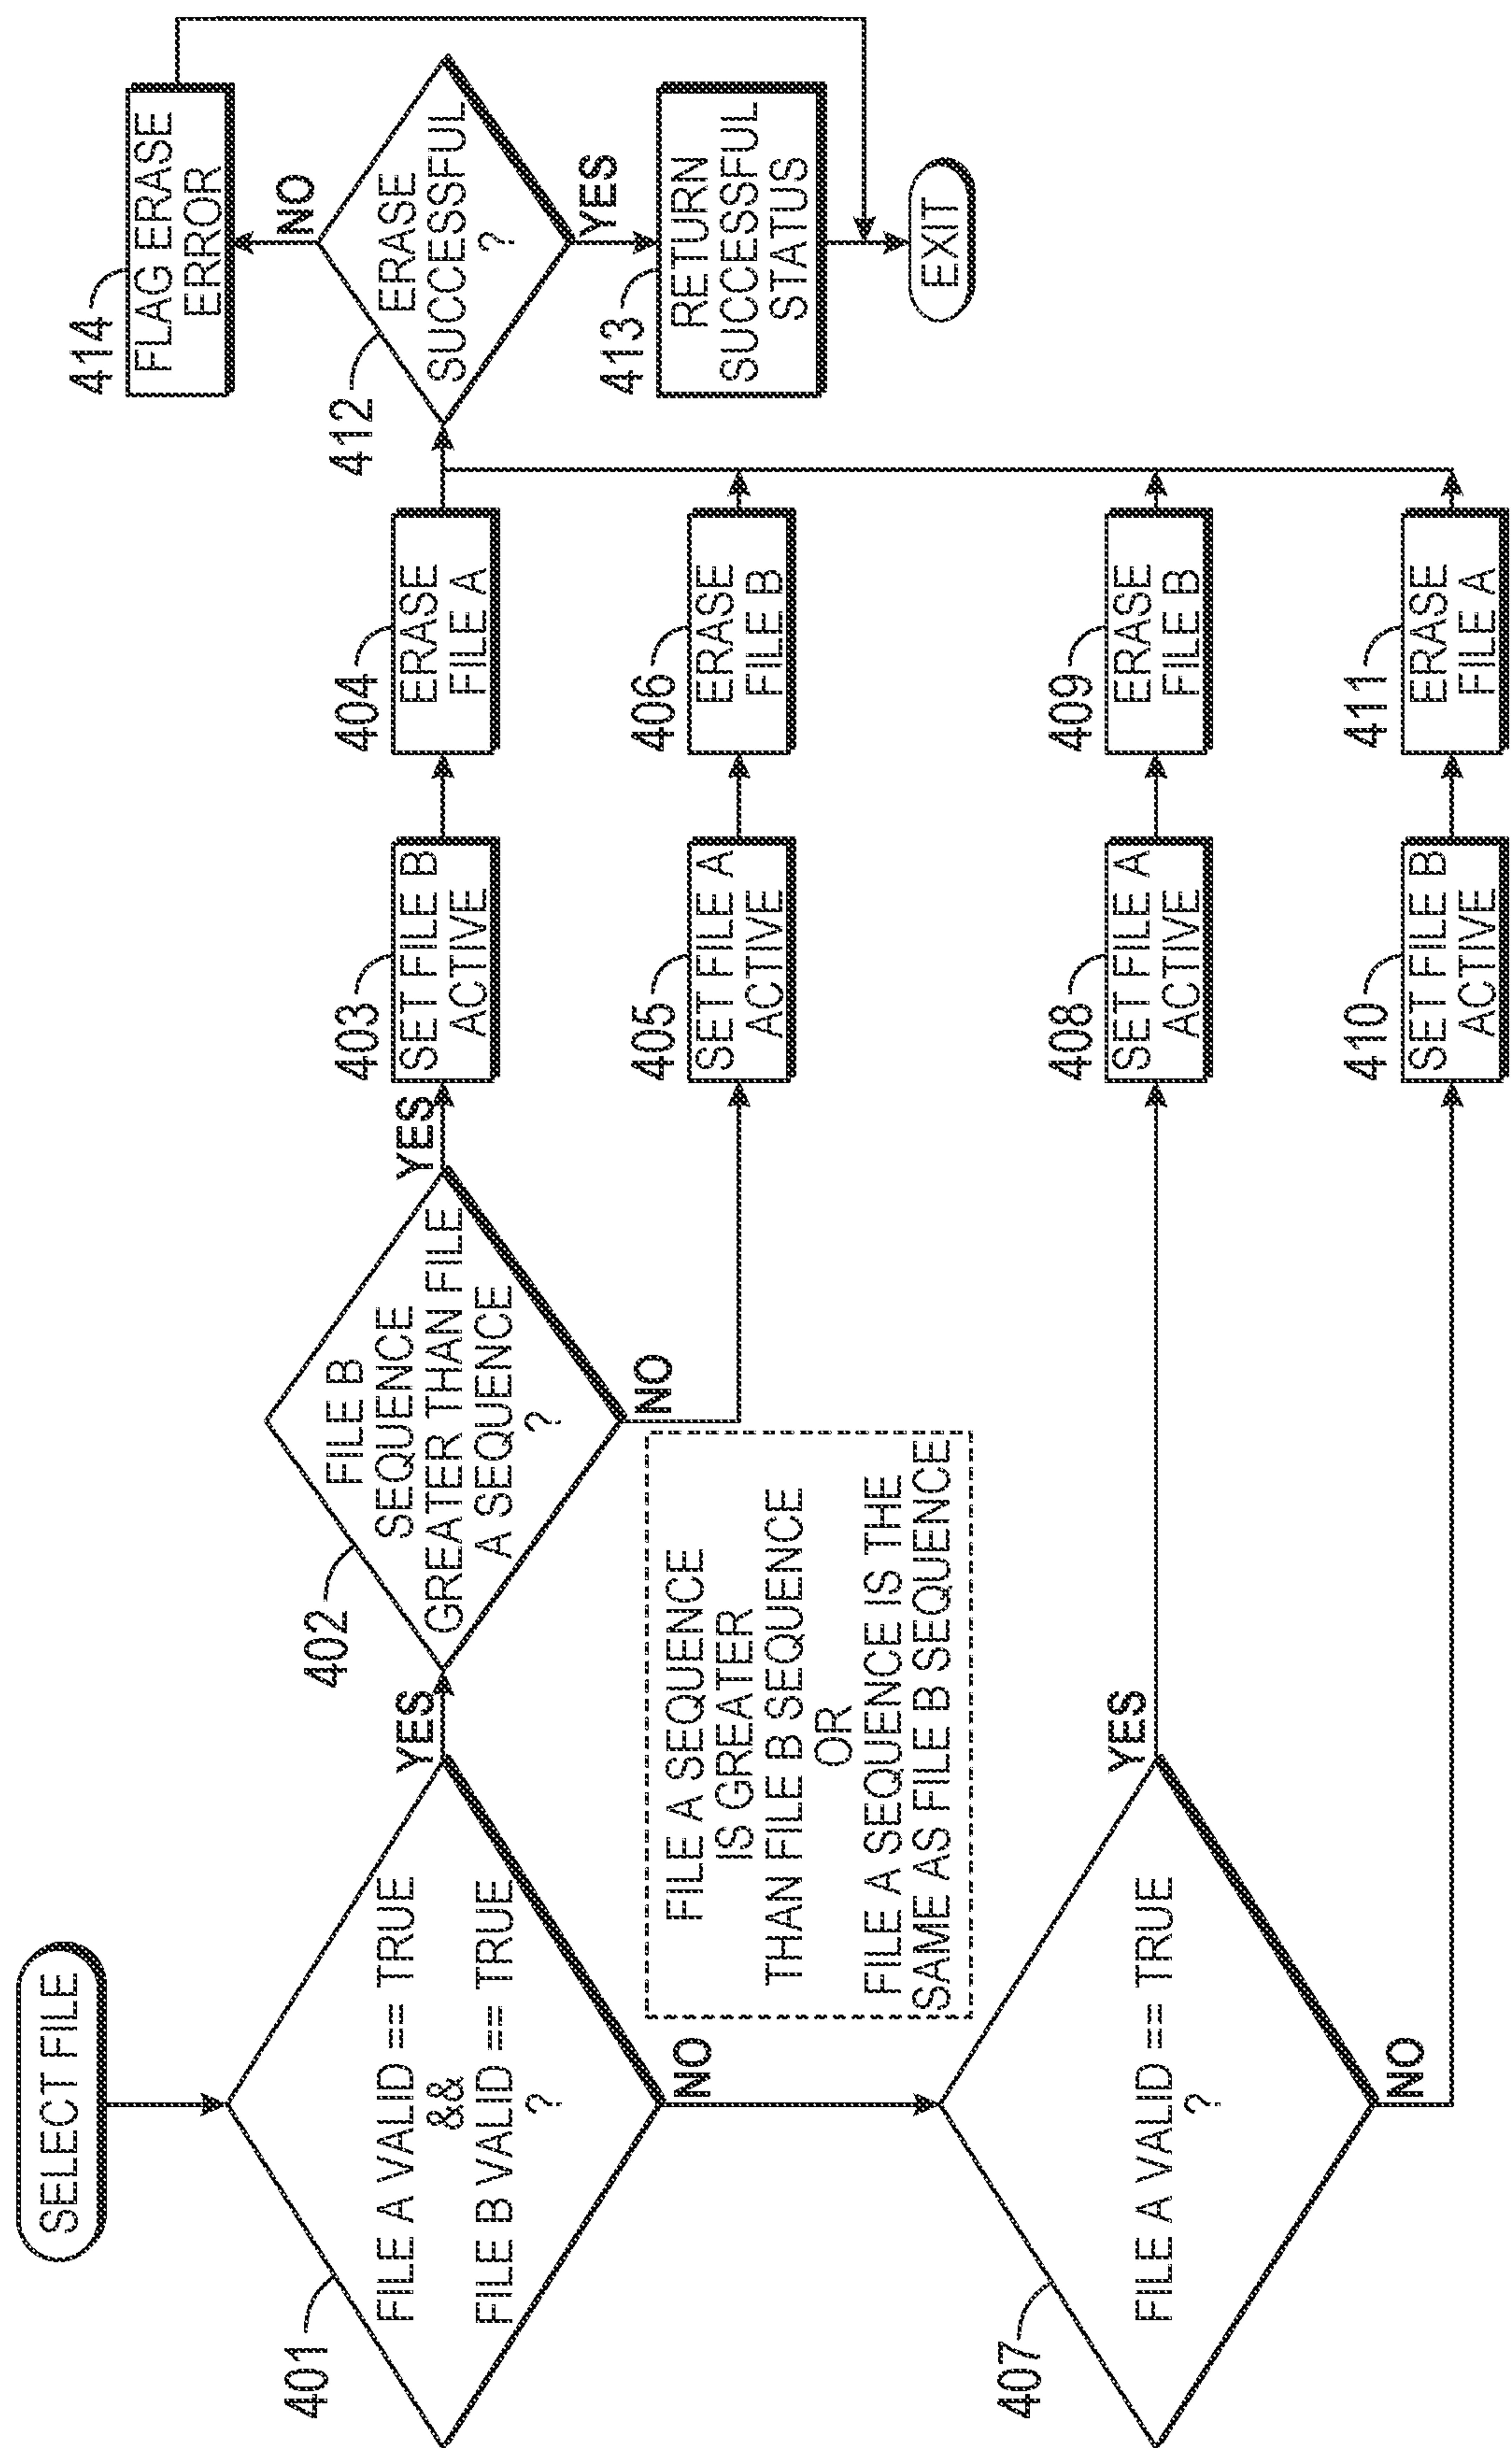 SELECT FILE
401
FILE A VALID == TRUE
&&
FILE B VALID == TRUE
?
YES
NO
402
FILE B
SEQUENCE
GREATER THAN FILE
A SEQUENCE
?
YES
NO
FILE A SEQUENCE
IS GREATER
THAN FILE B SEQUENCE
OR
FILE A SEQUENCE IS THE
SAME AS FILE B SEQUENCE
403
SET FILE B
ACTIVE
404
ERASE
FILE A
405
SET FILE A
ACTIVE
406
ERASE
FILE B
407
FILE A VALID == TRUE
?
YES
NO
408
SET FILE A
ACTIVE
409
ERASE
FILE B
410
SET FILE B
ACTIVE
411
ERASE
FILE A
412
ERASE
SUCCESSFUL
?
NO
YES
414
FLAG ERASE
ERROR
413
RETURN
SUCCESSFUL
STATUS
EXIT